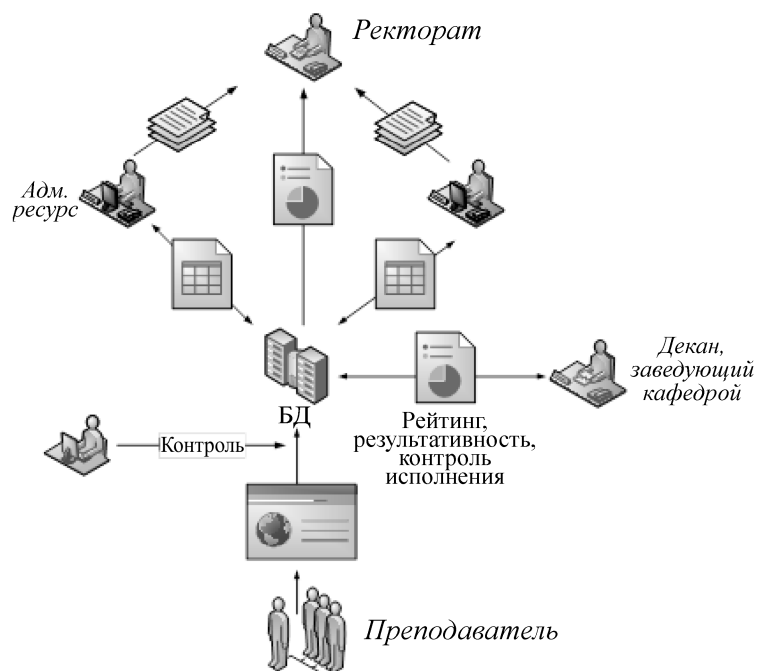 Ректорат
Адм.
ресурс
Декан,
заведующий
кафедрой
БД
Рейтинг,
результативность,
контроль
исполнения
Контроль
Преподаватель